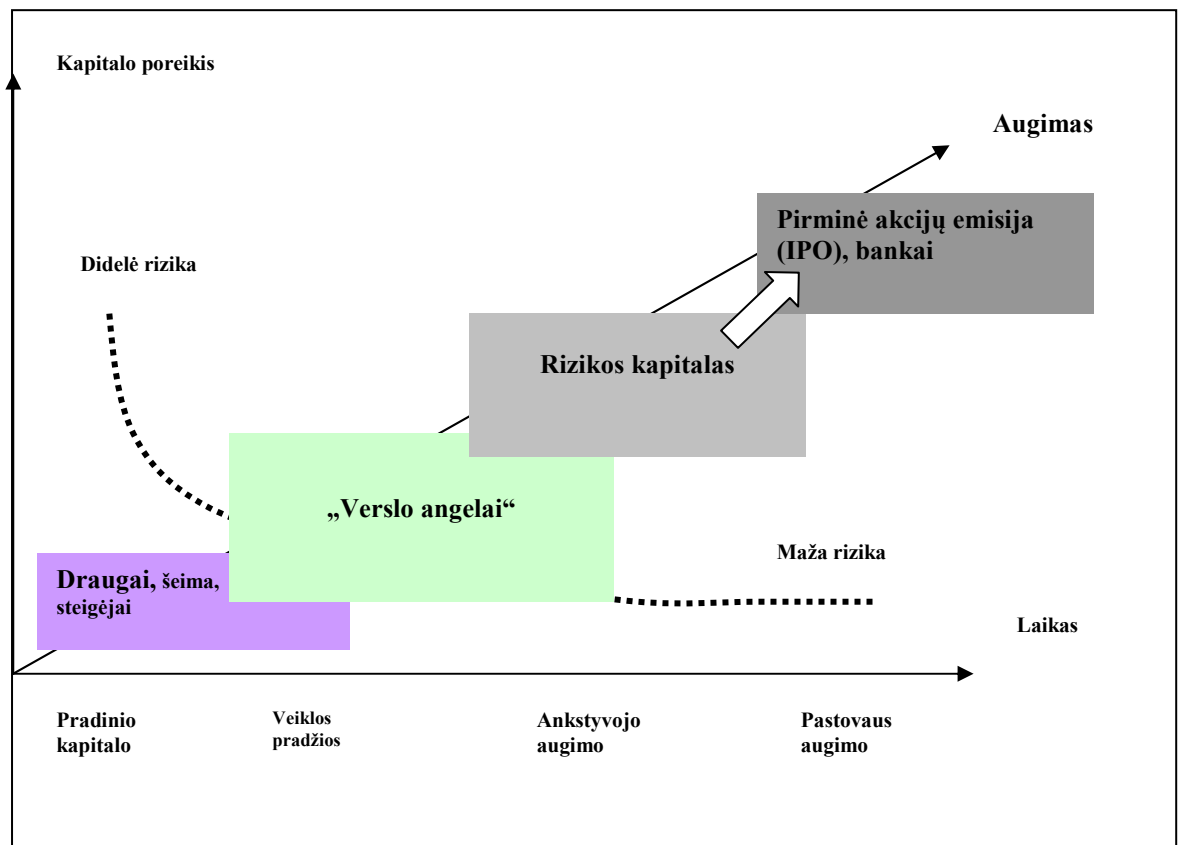 Kapitalo poreikis
Augimas
Pirminė akcijų emisija
(IPO), bankai
Didelė rizika
Rizikos kapitalas
„Verslo angelai“
Maža rizika
Draugai, šeima,
steigėjai
Laikas
Pradinio
kapitalo
Veiklos
pradžios
Ankstyvojo
augimo
Pastovaus
augimo